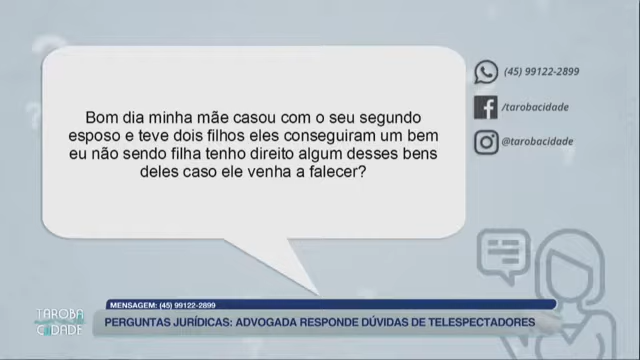 Bom dia minha mãe casou com o seu segundo
esposo e teve dois filhos eles conseguiram um bem
eu não sendo filha tenho direito algum desses bens
deles caso ele venha a falecer?
(45) 99122-2899
/tarobacidade
@tarobacidade
MENSAGEM: (45) 99122-2899
TAROBA
CIDADE
PERGUNTAS JURÍDICAS: ADVOGADA RESPONDE DÚVIDAS DE TELESPECTADORES